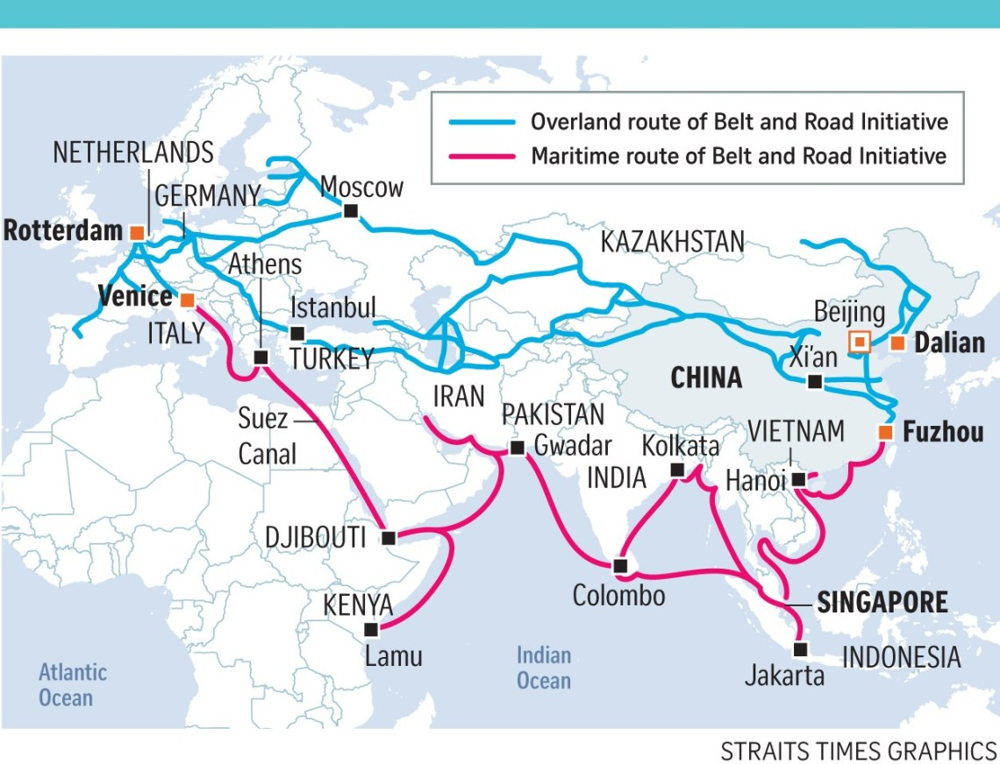 Overland route of Belt and Road Initiative
Maritime route of Belt and Road Initiative
NETHERLANDS
GERMANY
Moscow
Rotterdam
KAZAKHSTAN
Athens
Venice
Istanbul
Beijing
ITALY
Dalian
TURKEY
Xi'an
CHINA
IRAN
Suez
Canal
PAKISTAN
Gwadar
VIETNAM
Fuzhou
Kolkata
INDIA
Hanoi
DJIBOUTI
Colombo
SINGAPORE
KENYA
Lamu
Indian
Ocean
INDONESIA
Jakarta
Atlantic
Ocean
STRAITS TIMES GRAPHICS